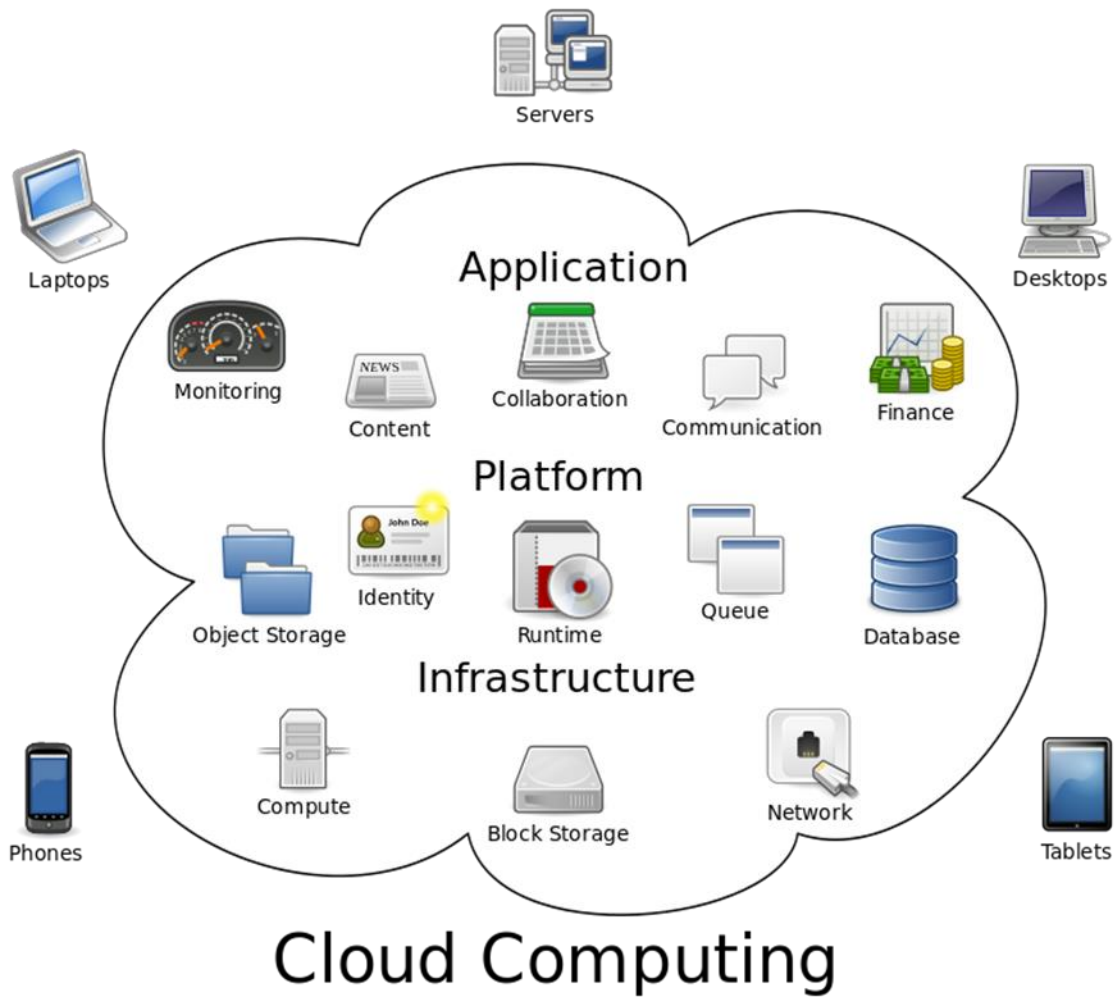 Servers
Laptops
Desktops
Application
Monitoring
NEWS
Content
Collaboration
Communication
Finance
Platform
Object Storage
John Doe
Identity
Runtime
Queue
Database
Infrastructure
Compute
Block Storage
Network
Phones
Tablets
Cloud Computing